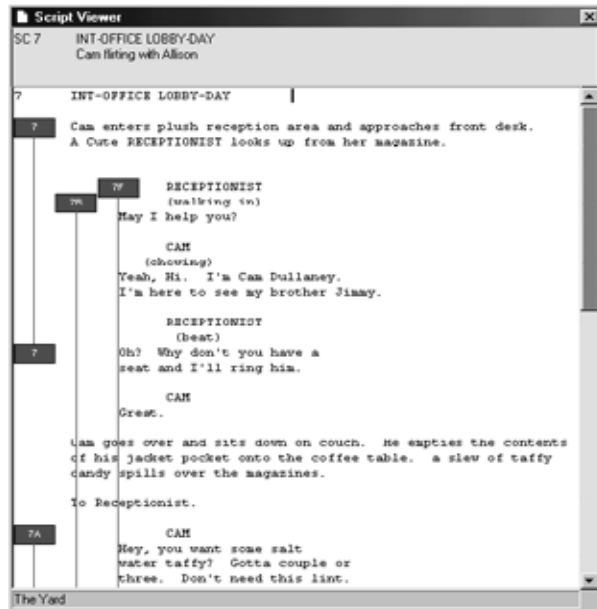 Script Viewer
SC 7 INT-OFFICE LOBBY-DAY
Cam flirting with Allison
7 INT-OFFICE LOBBY-DAY
7 Cam enters plush reception area and approaches front desk.
A Cute RECEPTIONIST looks up from her magazine.
7F RECEPTIONIST
(walking in)
May I help you?
CAM
(chowing)
Yeah, Hi. I'm Cam Dullaney.
I'm here to see my brother Jimmy.
RECEPTIONIST
(beat)
7 Oh? Why don't you have a
seat and I'll ring him.
CAM
Great.
Cam goes over and sits down on couch. He empties the contents
of his jacket pocket onto the coffee table. a slew of taffy
candy spills over the magazines.
To Receptionist.
7A CAM
Hey, you want some salt
water taffy? Gotta couple or
three. Don't need this lint.
The Yard